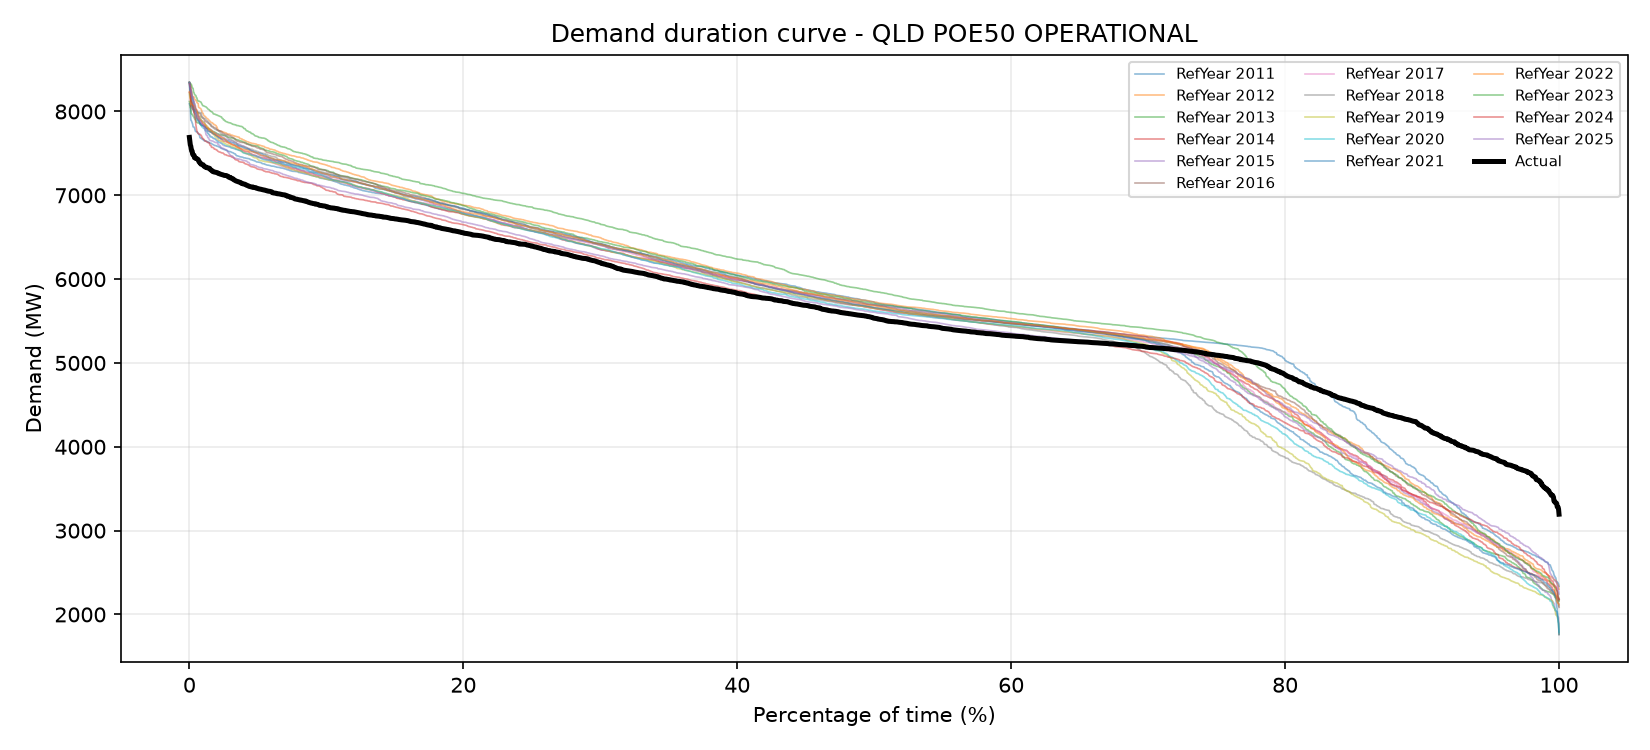 Demand duration curve - QLD POE50 OPERATIONAL
Demand (MW)
8000
7000
6000
5000
4000
3000
2000
RefYear 2011
RefYear 2012
RefYear 2013
RefYear 2014
RefYear 2015
RefYear 2016
RefYear 2017
RefYear 2018
RefYear 2019
RefYear 2020
RefYear 2021
RefYear 2022
RefYear 2023
RefYear 2024
RefYear 2025
Actual
0
20
40
60
80
100
Percentage of time (%)